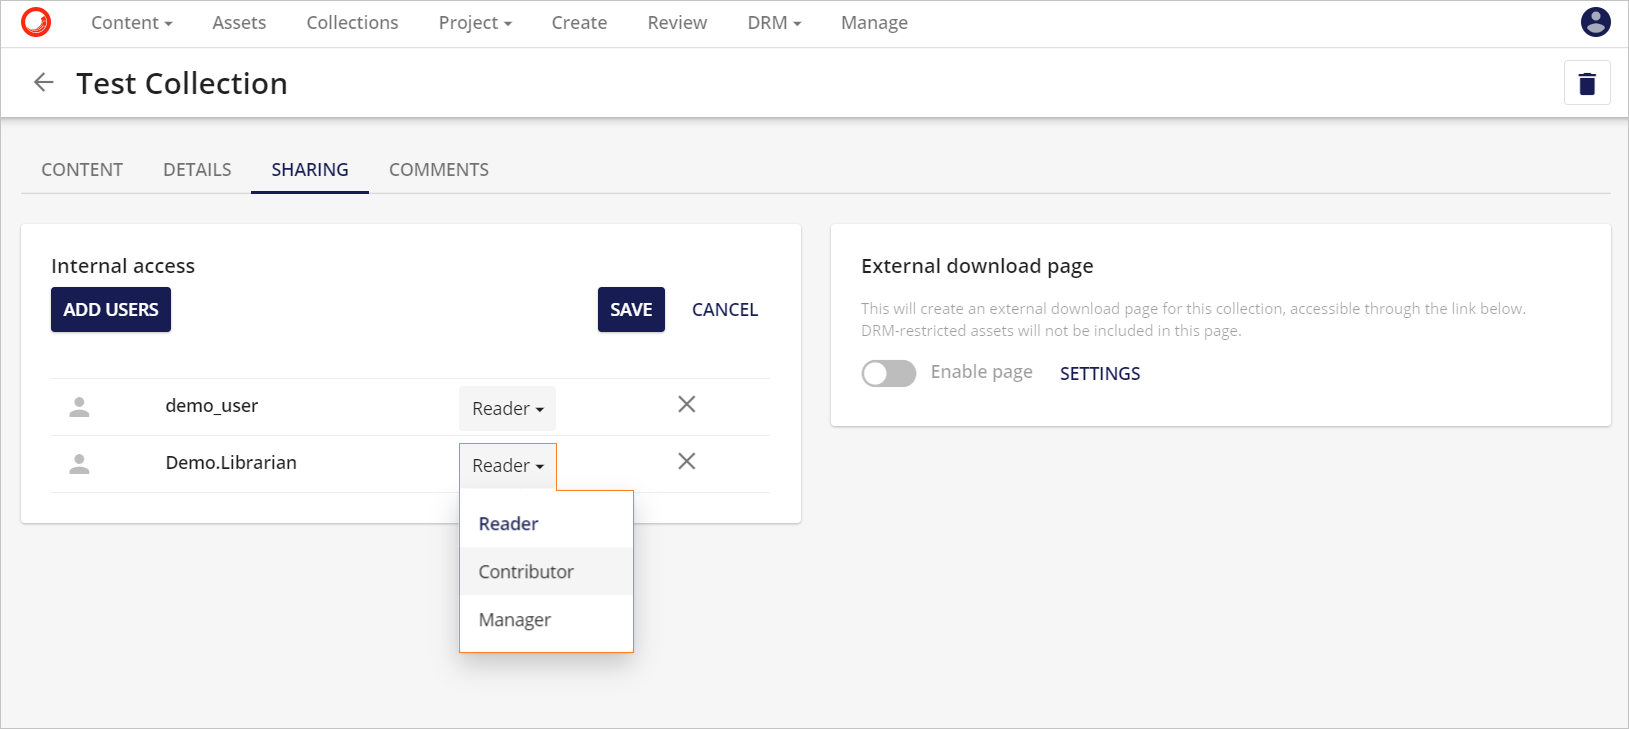 Content Assets Collections Project Create Review DRM Manage
Test Collection
CONTENT DETAILS SHARING COMMENTS
Internal access
ADD USERS SAVE CANCEL
demo_user Reader
Demo.Librarian Reader
Reader
Contributor
Manager
External download page
This will create an external download page for this collection, accessible through the link below.
DRM-restricted assets will not be included in this page.
Enable page SETTINGS